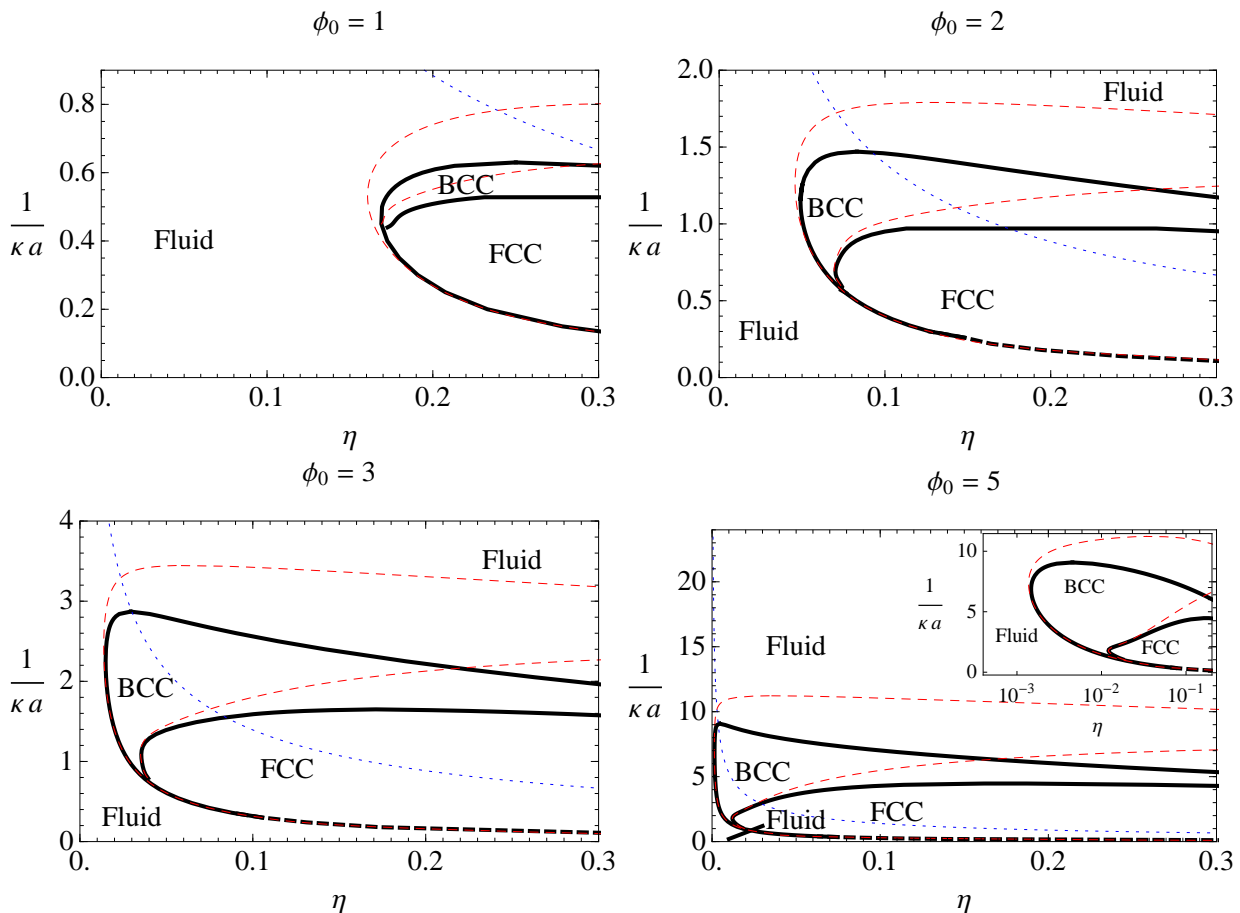 ϕ₀ = 1
0.8
0.6
0.4
0.2
0.0
1
κ a
Fluid
BCC
FCC
0.
0.1
0.2
0.3
η
ϕ₀ = 2
2.0
1.5
1.0
0.5
0.0
1
κ a
Fluid
BCC
FCC
Fluid
0.
0.1
0.2
0.3
η
ϕ₀ = 3
4
3
2
1
0
1
κ a
Fluid
BCC
FCC
Fluid
0.
0.1
0.2
0.3
η
ϕ₀ = 5
20
15
10
5
0
1
κ a
Fluid
BCC
FCC
Fluid
0.
0.1
0.2
0.3
η
10
5
0
1
κ a
BCC
Fluid
FCC
10⁻³
10⁻²
10⁻¹
η